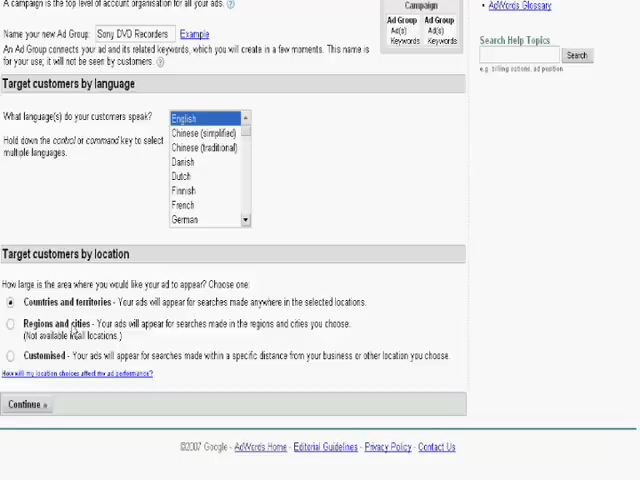 A campaign is the top level of account organisation for all your ads. (?)
Name your new Ad Group: Sony DVD Recorders Example
An Ad Group connects your ad and its related keywords, which you will create in a few moments. This name is
for your use; it will not be seen by customers. (?)
Campaign
Ad Group Ad Group
Ad(s) Ad(s)
Keywords Keywords
• AdWords Glossary
Search Help Topics
Search
e.g. billing options, ad position
Target customers by language
What language(s) do your customers speak?
Hold down the control or command key to select
multiple languages.
English
Chinese (simplified)
Chinese (traditional)
Danish
Dutch
Finnish
French
German
Target customers by location
How large is the area where you would like your ad to appear? Choose one:
Countries and territories - Your ads will appear for searches made anywhere in the selected locations.
Regions and cities - Your ads will appear for searches made in the regions and cities you choose.
(Not available in all locations.)
Customised - Your ads will appear for searches made within a specific distance from your business or other location you choose.
How will my location choices affect my ad performance?
Continue »
©2007 Google - AdWords Home - Editorial Guidelines - Privacy Policy - Contact Us